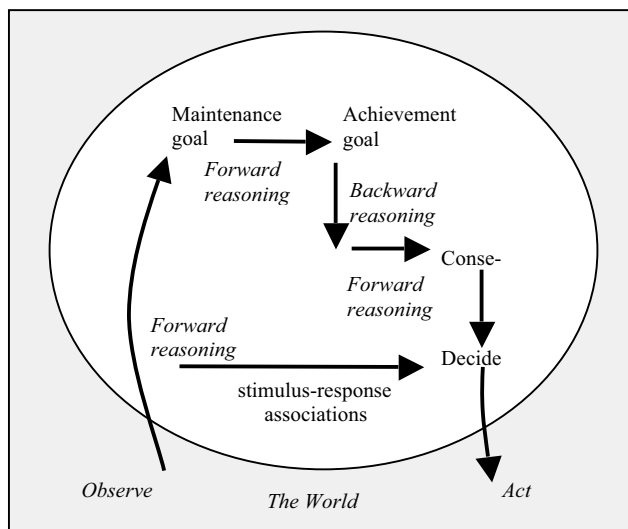 Maintenance
goal
Achievement
goal
Forward
reasoning
Backward
reasoning
Conse-
Forward
reasoning
Forward
reasoning
Decide
stimulus-response
associations
Observe
The World
Act